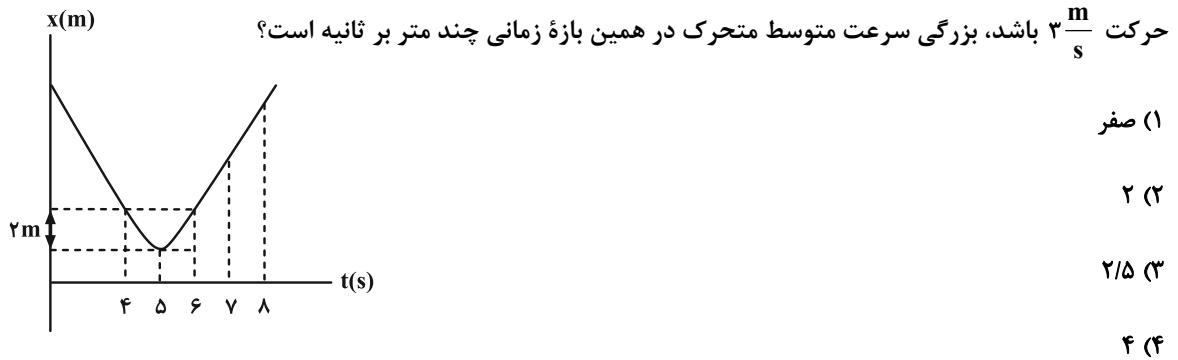 حرکت ۳ m/s باشد، بزرگی سرعت متوسط متحرک در همین بازهٔ زمانی چند متر بر ثانیه است؟
x(m)
۱) صفر
۲) ۲
۲m
۳) ۲/۵
t(s)
۴ ۵ ۶ ۷ ۸
۴) ۴